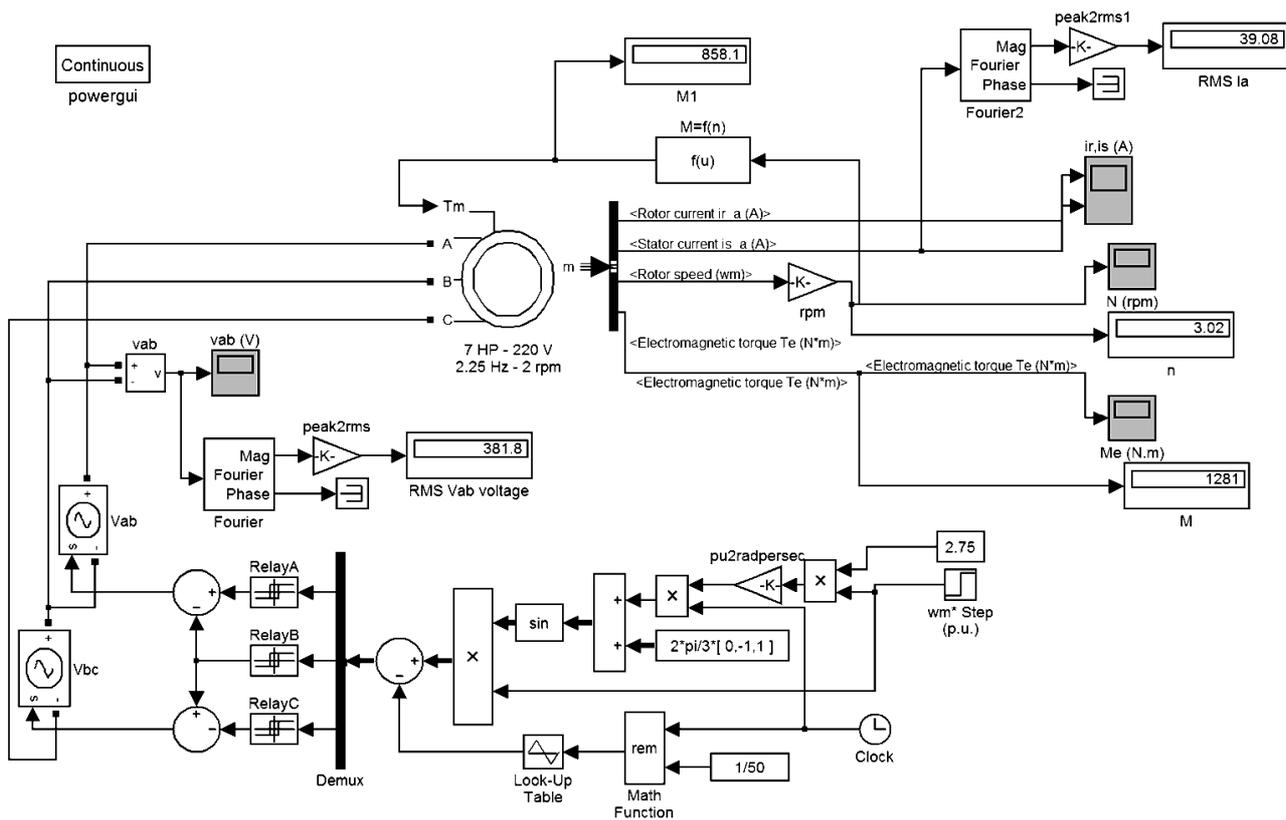 Continuous
powergui
858.1
M1
M=f(n)
f(u)
peak2rms1
-K-
Mag
Fourier
Phase
Fourier2
39.08
RMS Ia
ir,is (A)
Tm
A
B
C
m
7 HP - 220 V
2.25 Hz - 2 rpm
<Rotor current ir a (A)>
<Stator current is a (A)>
<Rotor speed (wm)>
-K-
rpm
<Electromagnetic torque Te (N*m)>
<Electromagnetic torque Te (N*m)>
<Electromagnetic torque Te (N*m)>
N (rpm)
3.02
n
Me (N.m)
1281
M
vab
+
-
v
vab (V)
peak2rms
-K-
Mag
Fourier
Phase
Fourier
381.8
RMS Vab voltage
+
s
-
Vab
+
s
-
Vbc
RelayA
RelayB
RelayC
+
-
+
-
Demux
+
-
×
sin
+
+
×
pu2radpersec
-K-
×
2.75
wm* Step
(p.u.)
2*pi/3*[ 0,-1,1 ]
Clock
rem
Math
Function
1/50
Look-Up
Table